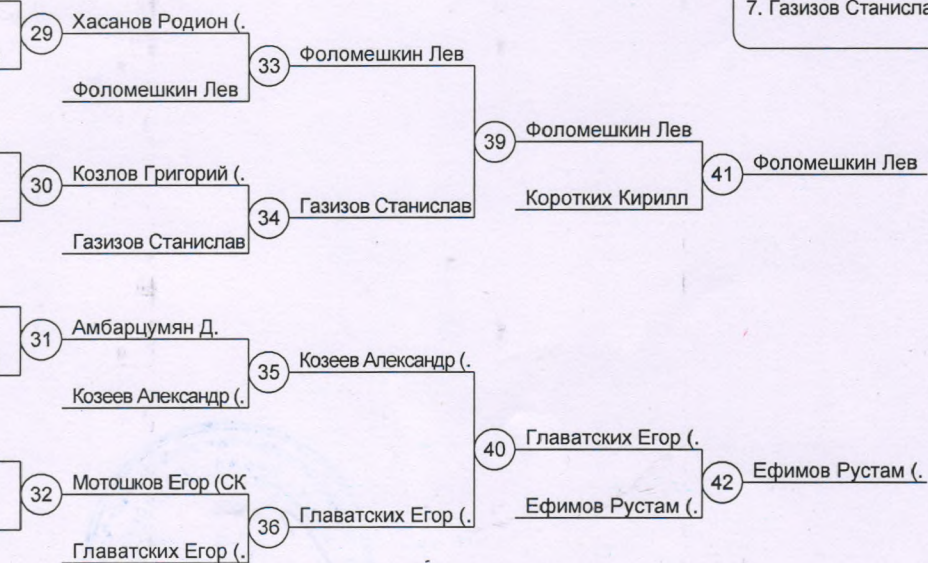 7. Газизов Станисла
29 Хасанов Родион (.
Фоломешкин Лев
33 Фоломешкин Лев
39 Фоломешкин Лев
Коротких Кирилл
41 Фоломешкин Лев
30 Козлов Григорий (.
Газизов Станислав
34 Газизов Станислав
31 Амбарцумян Д.
Козеев Александр (.
35 Козеев Александр (.
40 Главатских Егор (.
Ефимов Рустам (.
42 Ефимов Рустам (.
32 Мотошков Егор (СК
Главатских Егор (.
36 Главатских Егор (.